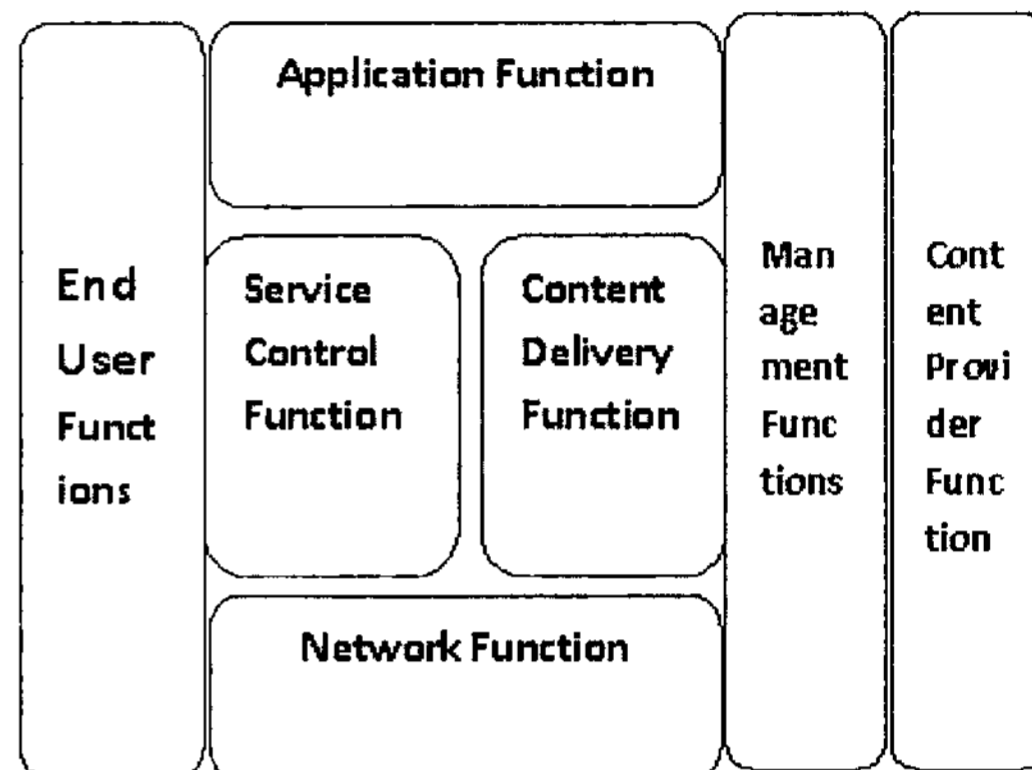 Application Function
End
User
Funct
ions
Service
Control
Function
Content
Delivery
Function
Man
age
ment
Func
tions
Cont
ent
Provi
der
Func
tion
Network Function